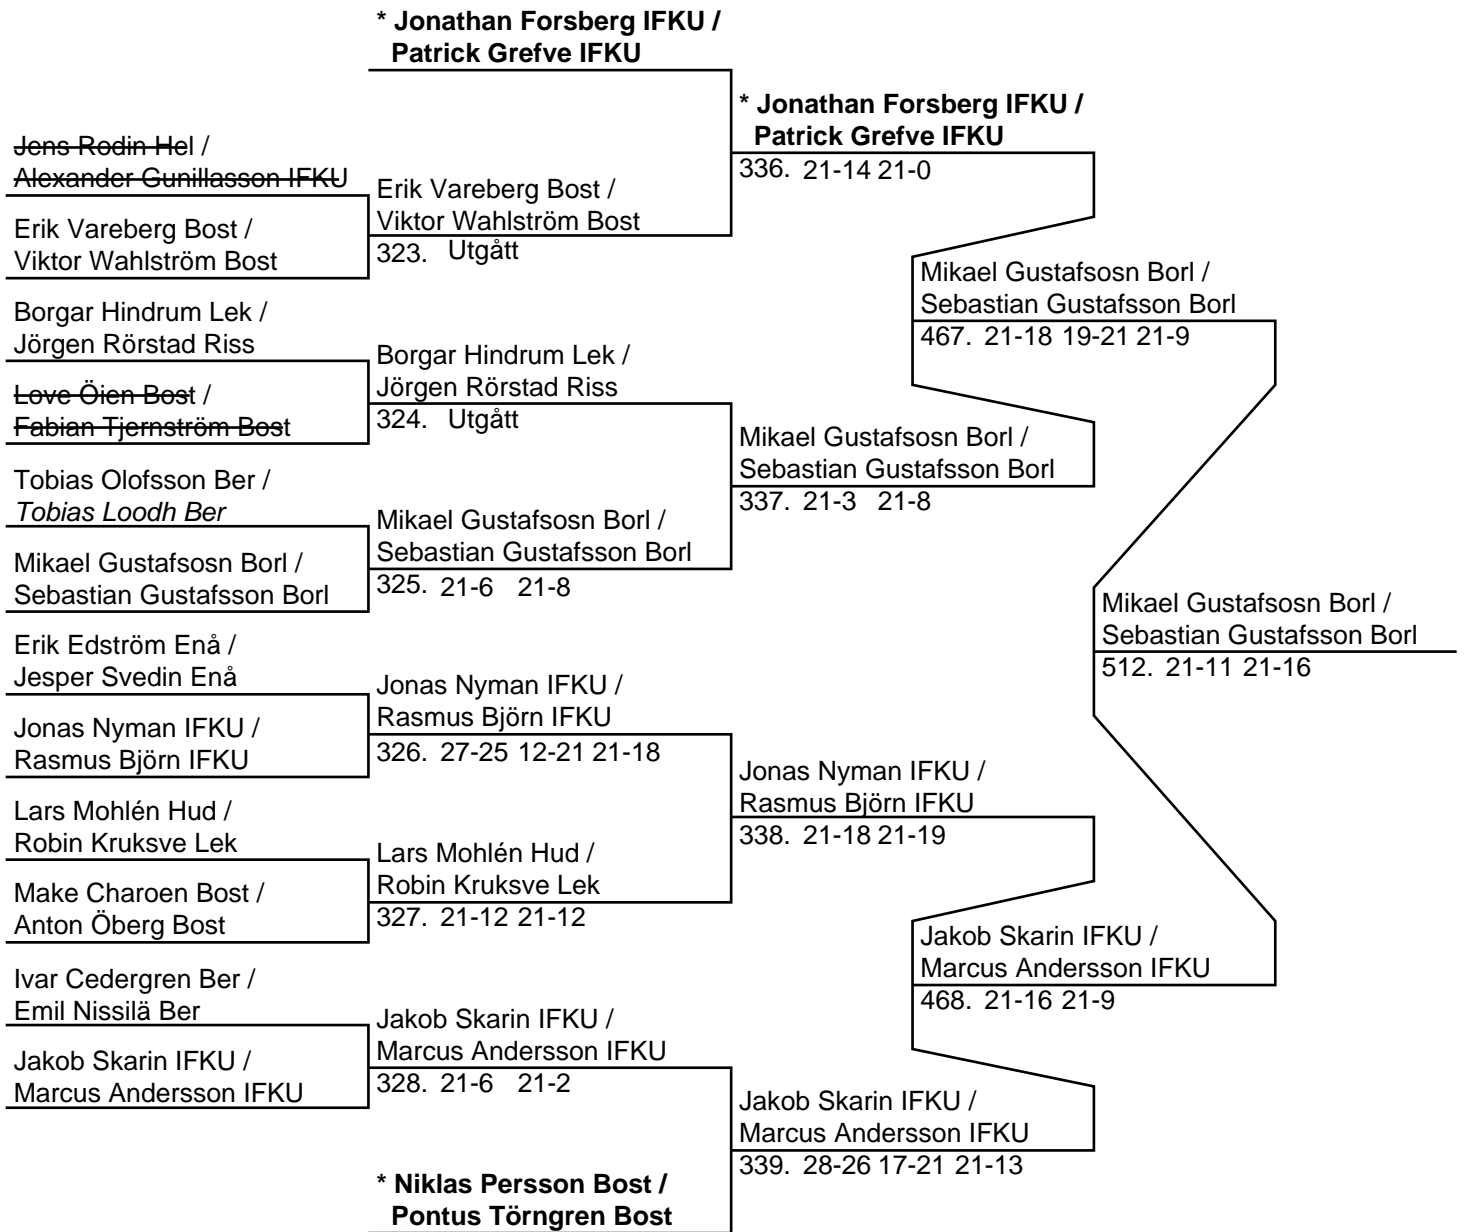 * Jonathan Forsberg IFKU /
Patrick Grefve IFKU
Jens Rodin Hel /
Alexander Gunillasson IFKU
Erik Vareberg Bost /
Viktor Wahlström Bost
Borgar Hindrum Lek /
Jörgen Rörstad Riss
Love Öien Bost /
Fabian Tjernström Bost
Tobias Olofsson Ber /
Tobias Loodh Ber
Mikael Gustafsosn Borl /
Sebastian Gustafsson Borl
Erik Edström Enå /
Jesper Svedin Enå
Jonas Nyman IFKU /
Rasmus Björn IFKU
Lars Mohlén Hud /
Robin Kruksve Lek
Make Charoen Bost /
Anton Öberg Bost
Ivar Cedergren Ber /
Emil Nissilä Ber
Jakob Skarin IFKU /
Marcus Andersson IFKU
Erik Vareberg Bost /
Viktor Wahlström Bost
323. Utgått
Borgar Hindrum Lek /
Jörgen Rörstad Riss
324. Utgått
Mikael Gustafsosn Borl /
Sebastian Gustafsson Borl
325. 21-6 21-8
Jonas Nyman IFKU /
Rasmus Björn IFKU
326. 27-25 12-21 21-18
Lars Mohlén Hud /
Robin Kruksve Lek
327. 21-12 21-12
Jakob Skarin IFKU /
Marcus Andersson IFKU
328. 21-6 21-2
* Niklas Persson Bost /
Pontus Törngren Bost
* Jonathan Forsberg IFKU /
Patrick Grefve IFKU
336. 21-14 21-0
Mikael Gustafsosn Borl /
Sebastian Gustafsson Borl
337. 21-3 21-8
Jonas Nyman IFKU /
Rasmus Björn IFKU
338. 21-18 21-19
Jakob Skarin IFKU /
Marcus Andersson IFKU
339. 28-26 17-21 21-13
Mikael Gustafsosn Borl /
Sebastian Gustafsson Borl
467. 21-18 19-21 21-9
Jakob Skarin IFKU /
Marcus Andersson IFKU
468. 21-16 21-9
Mikael Gustafsosn Borl /
Sebastian Gustafsson Borl
512. 21-11 21-16